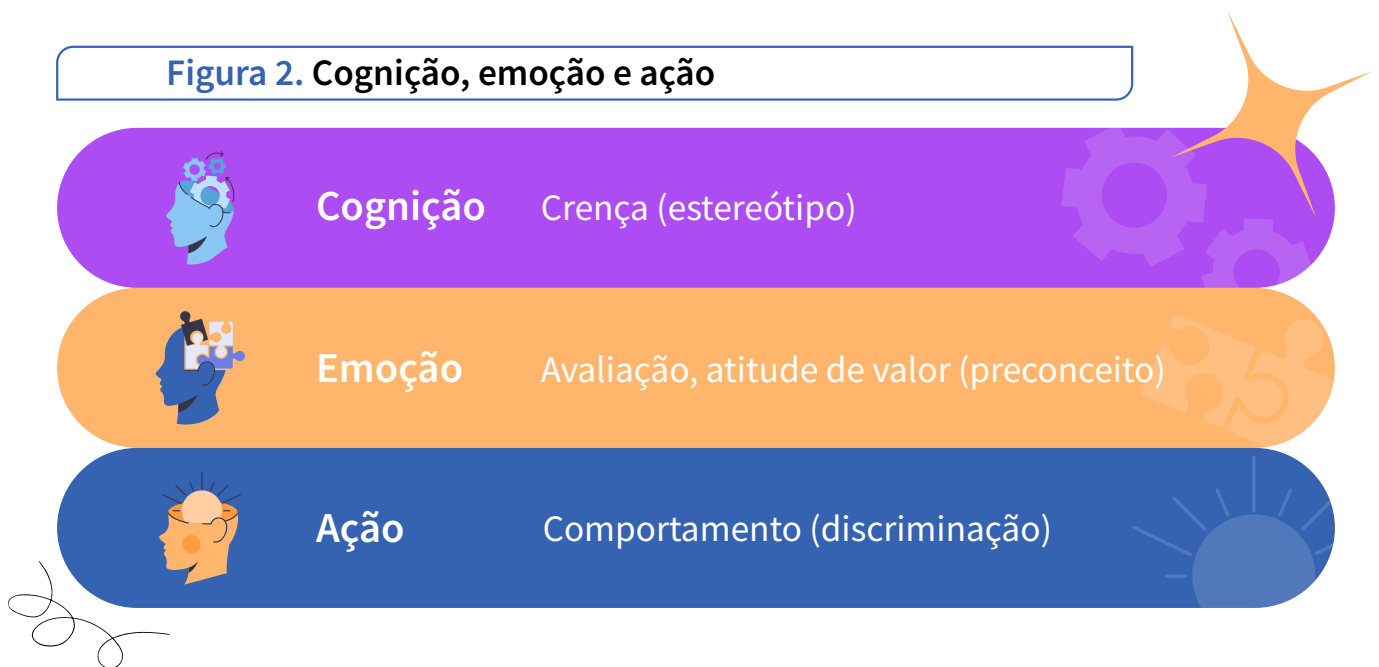 Figura 2. Cognição, emoção e ação
Cognição Crença (estereótipo)
Emoção Avaliação, atitude de valor (preconceito)
Ação Comportamento (discriminação)